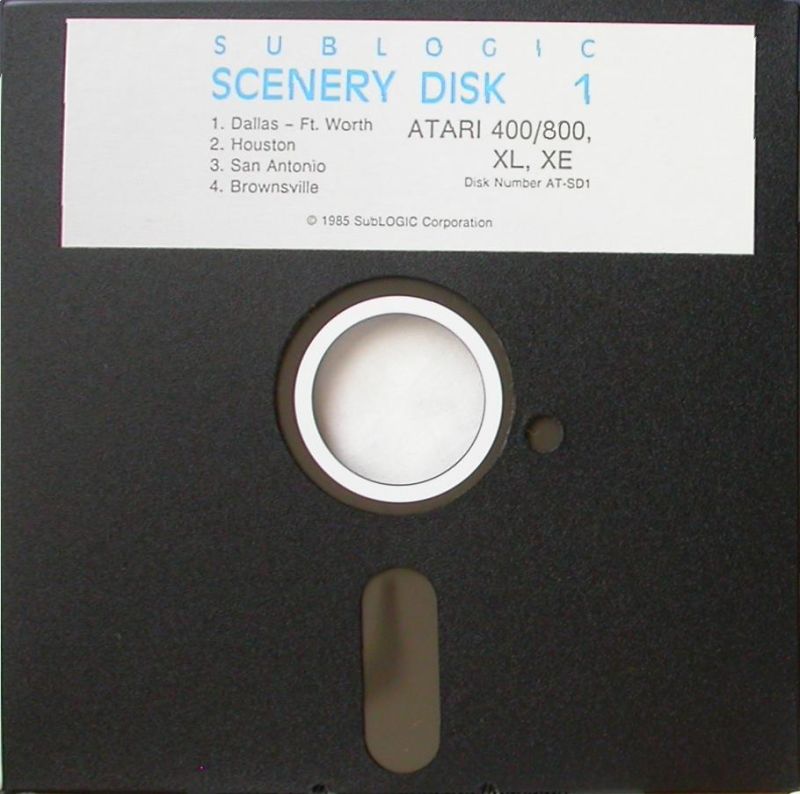 SUBLOGIC
SCENERY DISK 1
1. Dallas - Ft. Worth
2. Houston
3. San Antonio
4. Brownsville
ATARI 400/800,
XL, XE
Disk Number AT-SD1
© 1985 SubLOGIC Corporation